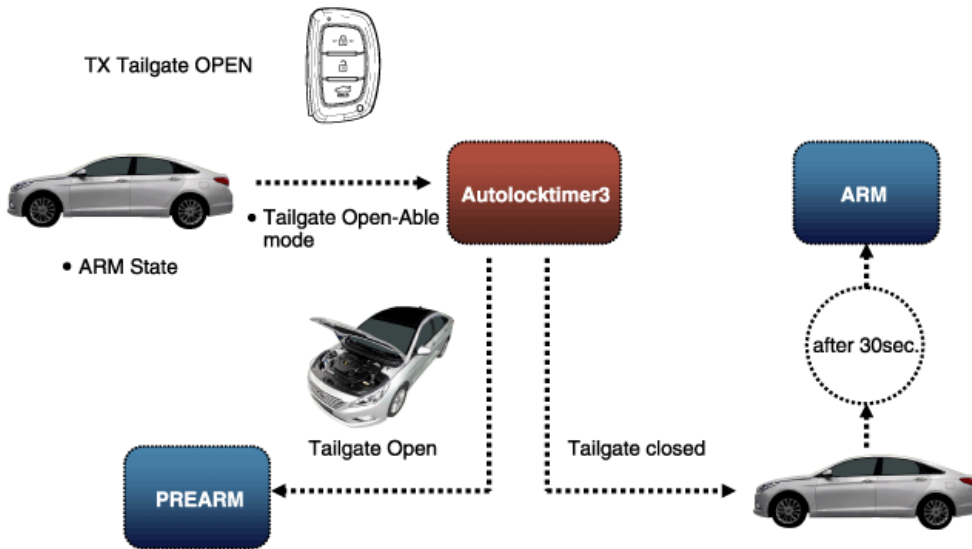 TX Tailgate OPEN
Autolocktimer3
ARM
• Tailgate Open-Able
mode
• ARM State
after 30sec.
Tailgate Open
Tailgate closed
PREARM